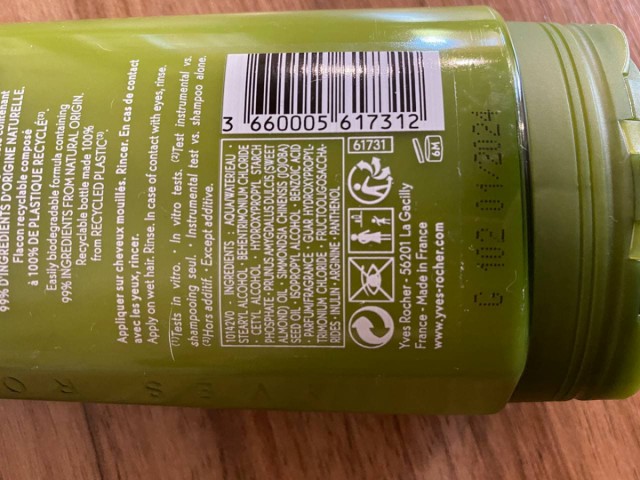 99% D'INGRÉDIENTS D'ORIGINE NATURELLE.
Flacon recyclable composé
à 100% DE PLASTIQUE RECYCLÉ⁽²⁾.
Easily biodegradable formula containing
99% INGREDIENTS FROM NATURAL ORIGIN.
Recyclable bottle made 100%
from RECYCLED PLASTIC⁽²⁾.
Appliquer sur cheveux mouillés. Rincer. En cas de contact
avec les yeux, rincer.
Apply on wet hair. Rinse. In case of contact with eyes, rinse.
⁽¹⁾Tests in vitro. • In vitro tests. ⁽²⁾Test instrumental vs.
shampooing seul. • Instrumental test vs. shampoo alone.
⁽²⁾Hors additif. • Except additive.
3 660005 617312
10142V0 • INGREDIENTS : AQUA/WATER/EAU •
STEARYL ALCOHOL • BEHENTRIMONIUM CHLORIDE
• CETYL ALCOHOL • HYDROXYPROPYL STARCH
PHOSPHATE • PRUNUS AMYGDALUS DULCIS (SWEET
ALMOND) OIL • SIMMONDSIA CHINENSIS (JOJOBA)
SEED OIL • ISOPROPYL ALCOHOL • BENZOIC ACID
• PARFUM/FRAGRANCE • GUAR HYDROXYPROPYL-
TRIMONIUM CHLORIDE • FRUCTOOLIGOSACCHA-
RIDES • INULIN • ARGININE • PANTHENOL
61731
6M
Yves Rocher - 56201 La Gacilly
France - Made in France
www.yves-rocher.com
C 102 01/2024